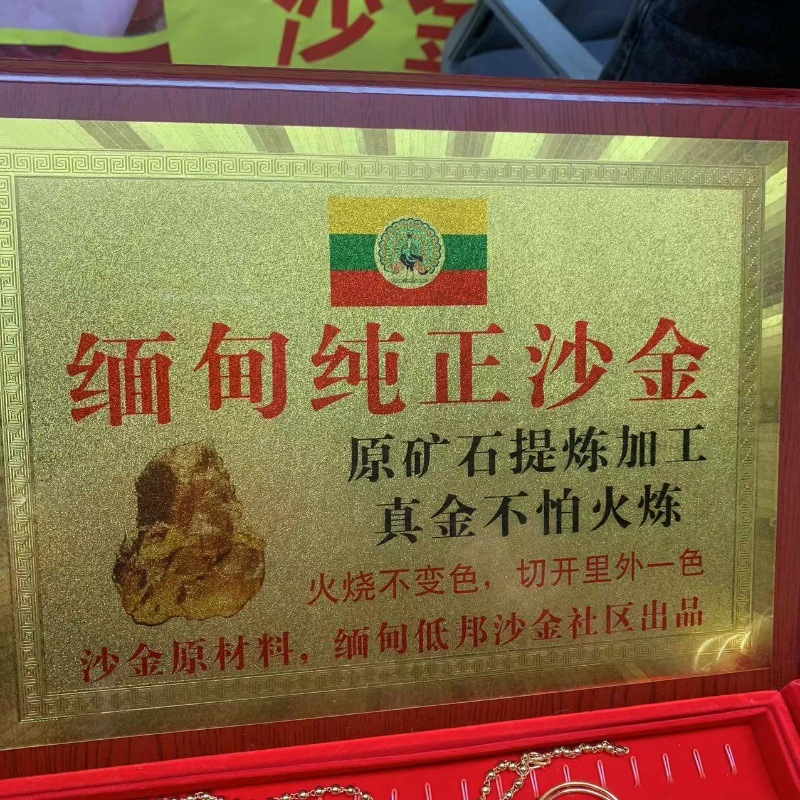 沙金
缅甸纯正沙金
原矿石提炼加工
真金不怕火炼
火烧不变色，切开里外一色
沙金原材料，缅甸低邦沙金社区出品